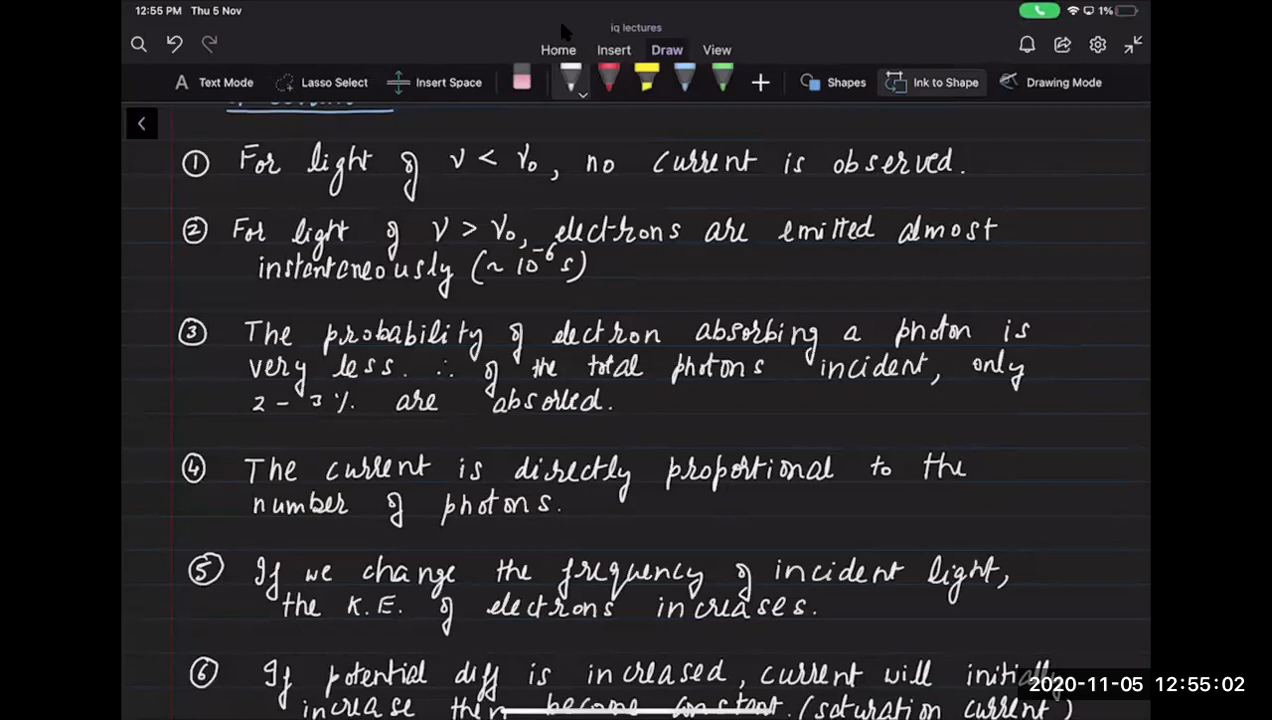 12:55 PM Thu 5 Nov
1%
iq lectures
Home Insert Draw View
Text Mode Lasso Select Insert Space Shapes Ink to Shape Drawing Mode
① For light of ν < ν₀, no current is observed.
② For light of ν > ν₀, electrons are emitted almost
instantaneously (~ 10⁻⁶ s)
③ The probability of electron absorbing a photon is
very less. ∴ of the total photons incident, only
2 - 3 % are absorbed.
④ The current is directly proportional to the
number of photons.
⑤ If we change the frequency of incident light,
the K.E. of electrons increases.
⑥ If potential diff is increased, current will initially
increase then become constant. (saturation current)
2020-11-05 12:55:02